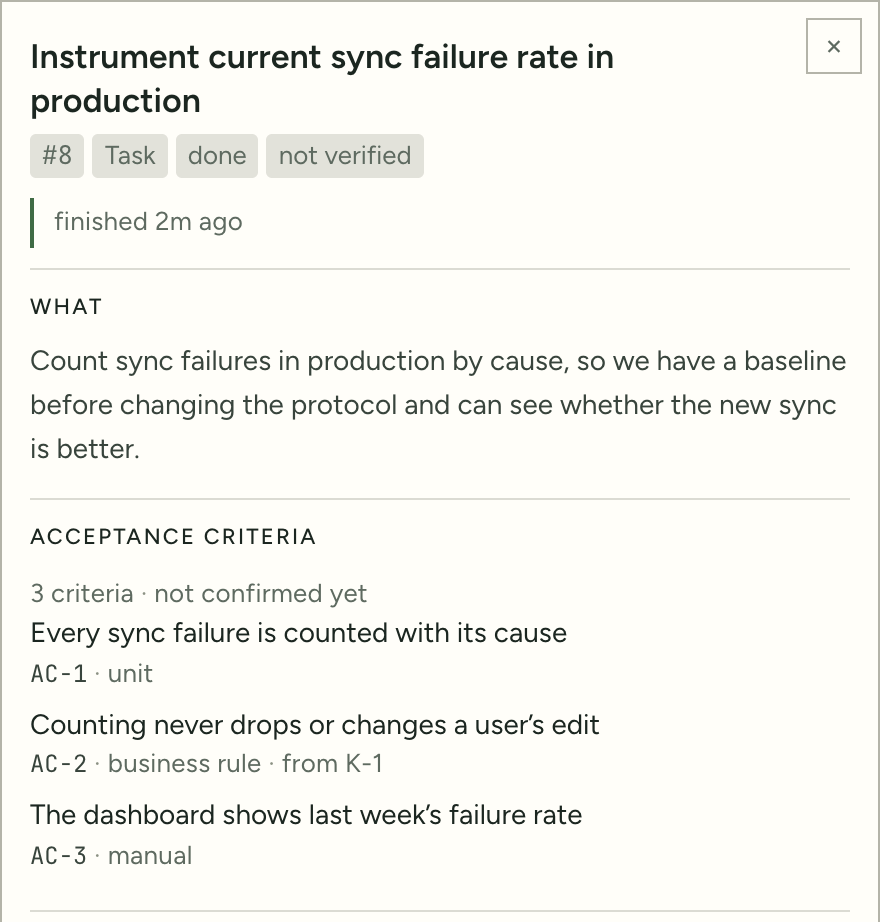 Instrument current sync failure rate in
production
×
#8 Task done not verified
finished 2m ago
WHAT
Count sync failures in production by cause, so we have a baseline
before changing the protocol and can see whether the new sync
is better.
ACCEPTANCE CRITERIA
3 criteria · not confirmed yet
Every sync failure is counted with its cause
AC-1 · unit
Counting never drops or changes a user’s edit
AC-2 · business rule · from K-1
The dashboard shows last week’s failure rate
AC-3 · manual